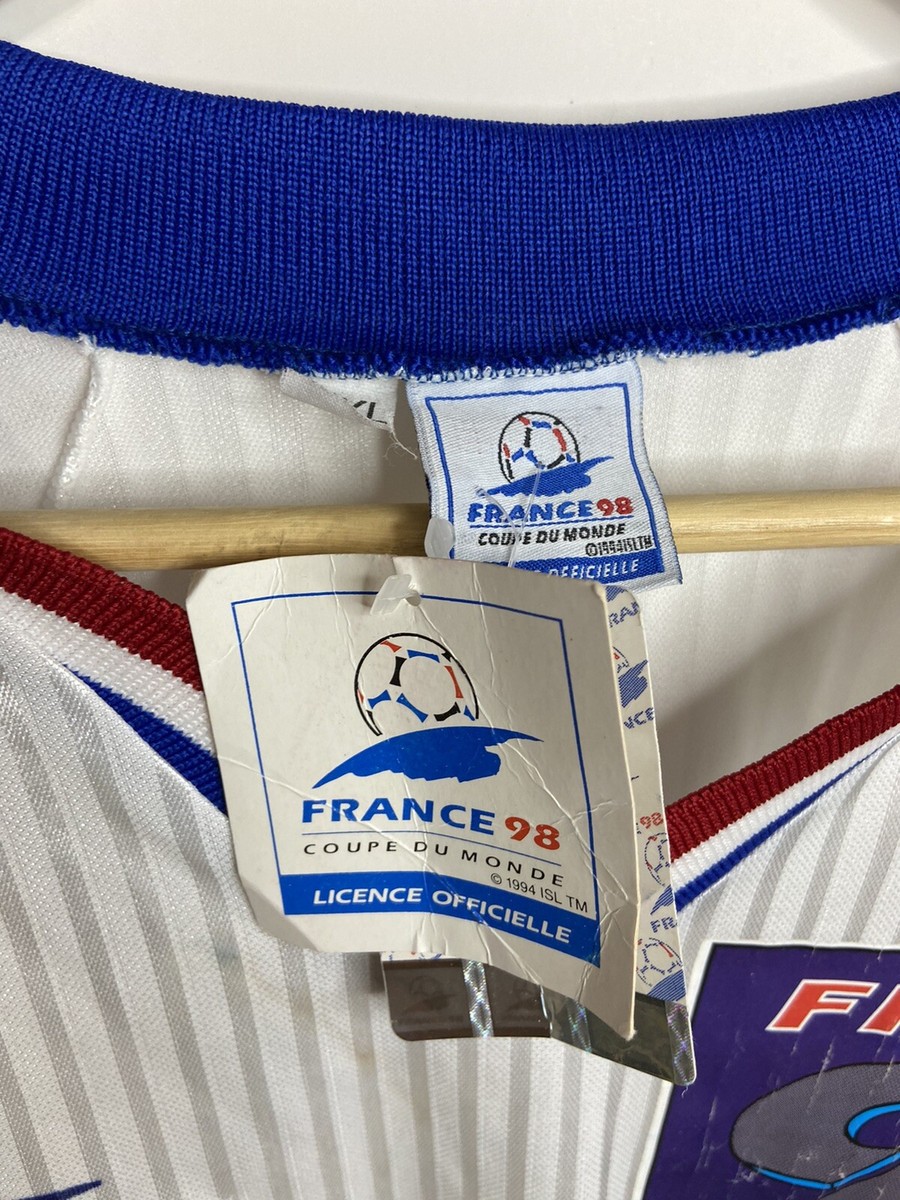 XL
FRANCE 98
COUPE DU MONDE
©1994 ISL TM
OFFICIELLE
FRANCE 98
COUPE DU MONDE
© 1994 ISL TM
LICENCE OFFICIELLE
98